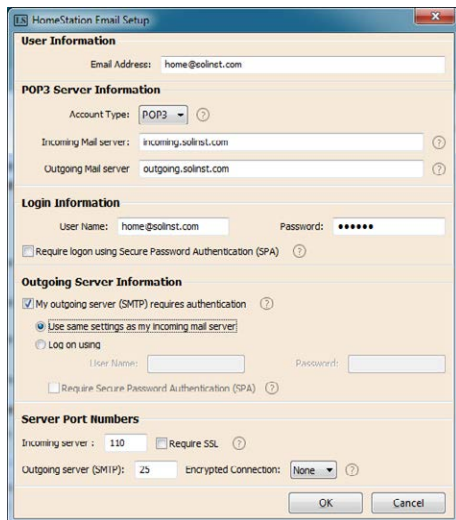 LS HomeStation Email Setup
User Information
Email Address: home@solinst.com
POP3 Server Information
Account Type: POP3 ?
Incoming Mail server: incoming.solinst.com ?
Outgoing Mail server outgoing.solinst.com ?
Login Information
User Name: home@solinst.com Password: ••••••
Require logon using Secure Password Authentication (SPA) ?
Outgoing Server Information
My outgoing server (SMTP) requires authentication ?
Use same settings as my incoming mail server
Log on using
User Name: Password:
Require Secure Password Authentication (SPA) ?
Server Port Numbers
Incoming server : 110 Require SSL ?
Outgoing server (SMTP): 25 Encrypted Connection: None ?
OK Cancel